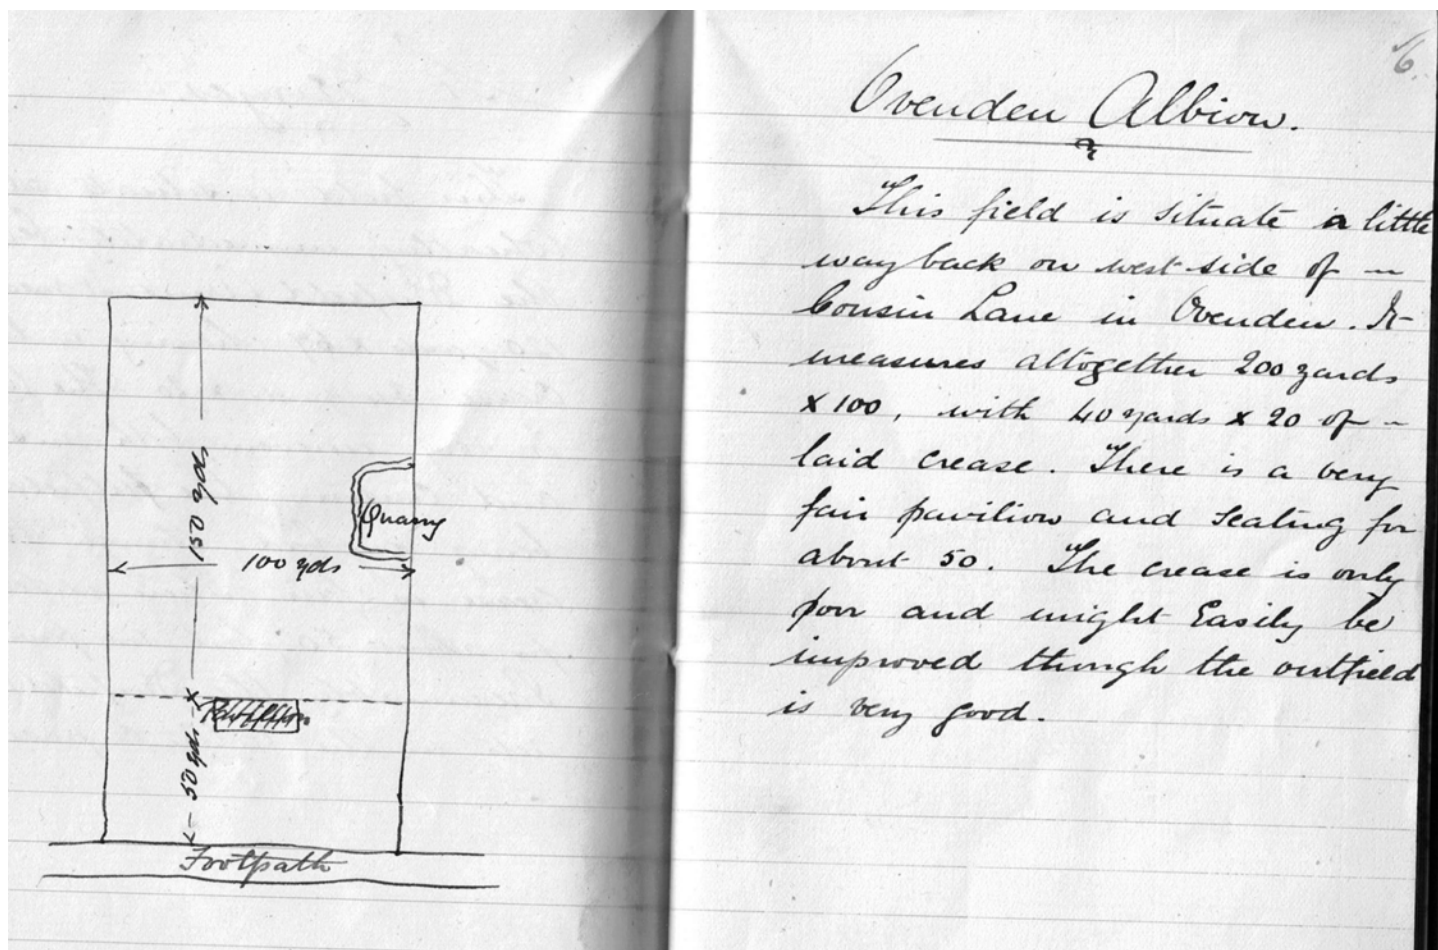 150 yds
Quarry
100 yds
Pavilion
50 yds
Footpath
6.
Ovenden Albion.
This field is situate a little
way back on west side of ~
Cousin Lane in Ovenden. It
measures altogether 200 yards
x 100, with 40 yards x 20 of ~
laid crease. There is a very
fair pavilion and seating for
about 50. The crease is only
poor and might Easily be
improved though the outfield
is very good.